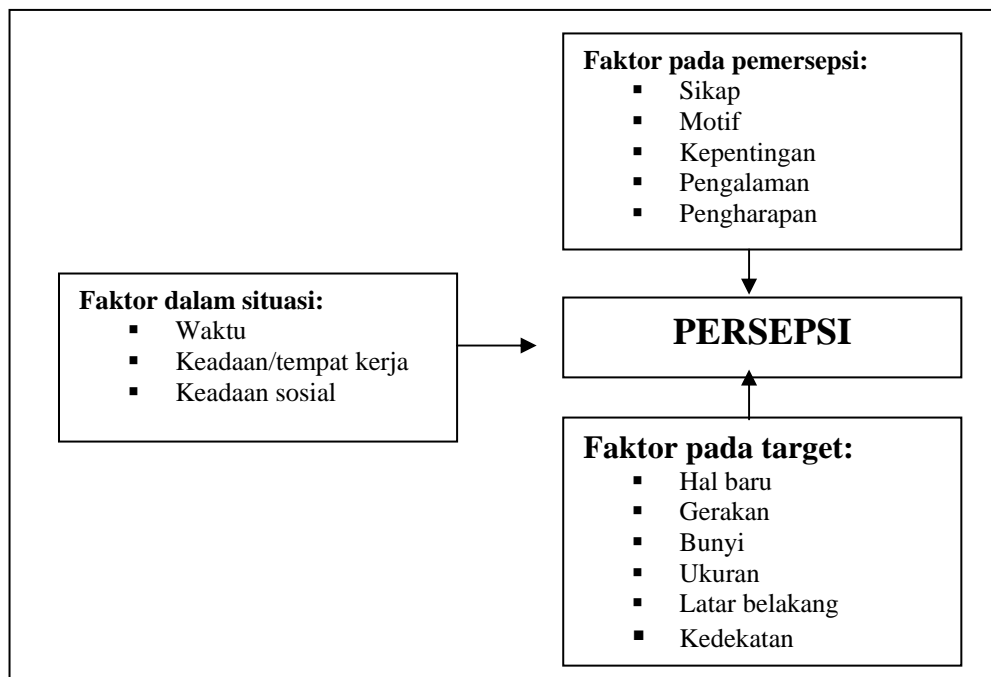 Faktor pada pemersepsi:
▪ Sikap
▪ Motif
▪ Kepentingan
▪ Pengalaman
▪ Pengharapan
Faktor dalam situasi:
▪ Waktu
▪ Keadaan/tempat kerja
▪ Keadaan sosial
PERSEPSI
Faktor pada target:
▪ Hal baru
▪ Gerakan
▪ Bunyi
▪ Ukuran
▪ Latar belakang
▪ Kedekatan